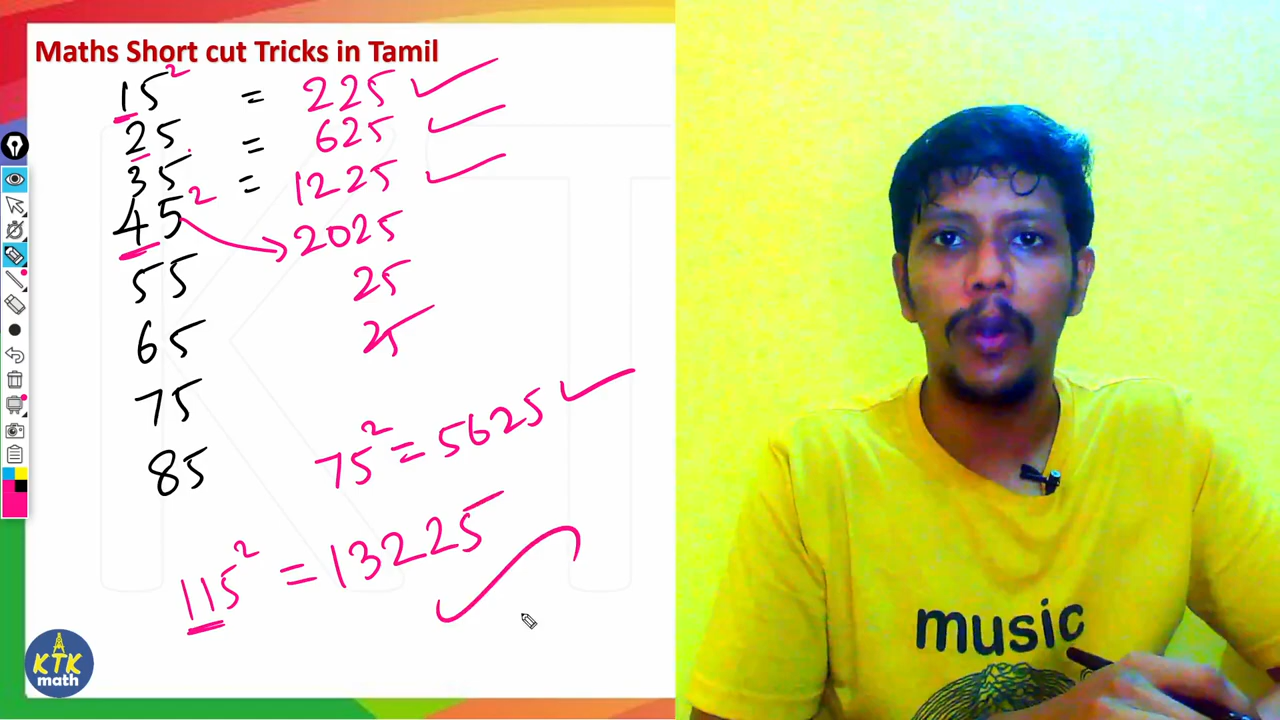 Maths Short cut Tricks in Tamil
15² = 225
25 = 625
35 = 1225
45² → 2025
55 25
65 25
75
75² = 5625
85
115² = 13225
KTK
math
music